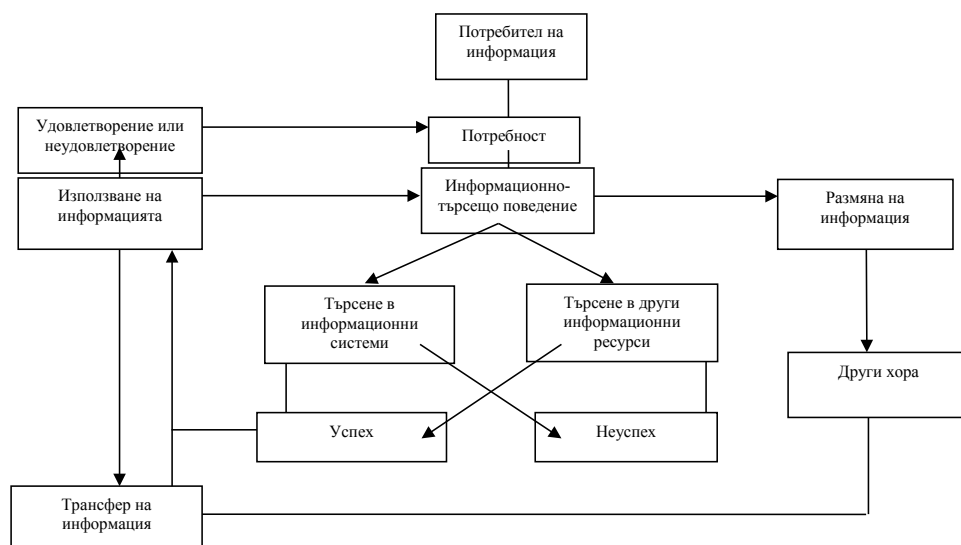 Потребител на
информация
Удовлетворение или
неудовлетворение
Потребност
Използване на
информацията
Информационно-
търсещо поведение
Размяна на
информация
Търсене в
информационни
системи
Търсене в други
информационни
ресурси
Други хора
Успех
Неуспех
Трансфер на
информация